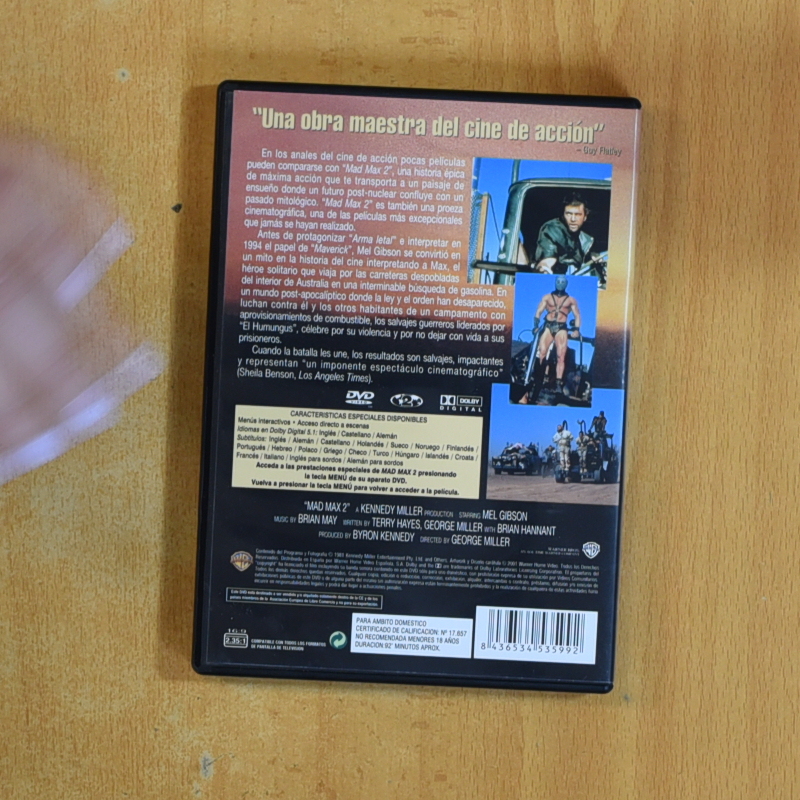 "Una obra maestra del cine de acción"
– Guy Flatley
En los anales del cine de acción pocas películas
pueden compararse con "Mad Max 2", una historia épica
de máxima acción que te transporta a un paisaje de
ensueño donde un futuro post-nuclear confluye con un
pasado mitológico. "Mad Max 2" es también una proeza
cinematográfica, una de las películas más excepcionales
que jamás se hayan realizado.
Antes de protagonizar "Arma letal" e interpretar en
1994 el papel de "Maverick", Mel Gibson se convirtió en
un mito en la historia del cine interpretando a Max, el
héroe solitario que viaja por las carreteras despobladas
del interior de Australia en una interminable búsqueda de gasolina. En
un mundo post-apocalíptico donde la ley y el orden han desaparecido,
luchan contra él y los otros habitantes de un campamento con
aprovisionamientos de combustible, los salvajes guerreros liderados por
"El Humungus", célebre por su violencia y por no dejar con vida a sus
prisioneros.
Cuando la batalla les une, los resultados son salvajes, impactantes
y representan "un imponente espectáculo cinematográfico"
(Sheila Benson, Los Angeles Times).
DVD VIDEO 2 DOLBY DIGITAL
CARACTERISTICAS ESPECIALES DISPONIBLES
Menús Interactivos • Acceso directo a escenas
Idiomas en Dolby Digital 5.1: Inglés / Castellano / Alemán
Subtítulos: Inglés / Alemán / Castellano / Holandés / Sueco / Noruego / Finlandés /
Portugués / Hebreo / Polaco / Griego / Checo / Turco / Húngaro / Islandés / Croata /
Francés / Italiano / Inglés para sordos / Alemán para sordos
Acceda a las prestaciones especiales de MAD MAX 2 presionando
la tecla MENÚ de su aparato DVD.
Vuelva a presionar la tecla MENÚ para volver a acceder a la película.
"MAD MAX 2" A KENNEDY MILLER PRODUCTION STARRING MEL GIBSON
MUSIC BY BRIAN MAY WRITTEN BY TERRY HAYES, GEORGE MILLER WITH BRIAN HANNANT
PRODUCED BY BYRON KENNEDY DIRECTED BY GEORGE MILLER
16:9
2.35:1
COMPATIBLE CON TODOS LOS FORMATOS
DE PANTALLA DE TELEVISIÓN
PARA AMBITO DOMESTICO
CERTIFICADO DE CALIFICACION: Nº 17.657
NO RECOMENDADA MENORES 18 AÑOS
DURACION:92' MINUTOS APROX.
8 436534 535992